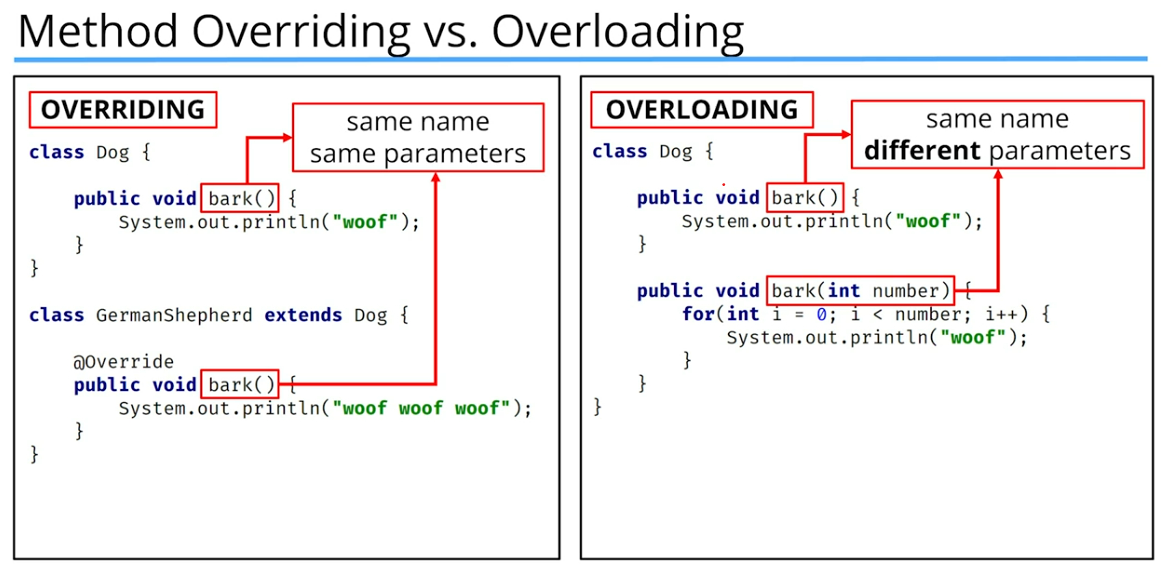 Method Overriding vs. Overloading
OVERRIDING
same name
same parameters
class Dog {
public void bark() {
System.out.println("woof");
}
}
class GermanShepherd extends Dog {
@Override
public void bark() {
System.out.println("woof woof woof");
}
}
OVERLOADING
same name
different parameters
class Dog {
public void bark() {
System.out.println("woof");
}
public void bark(int number) {
for(int i = 0; i < number; i++) {
System.out.println("woof");
}
}
}